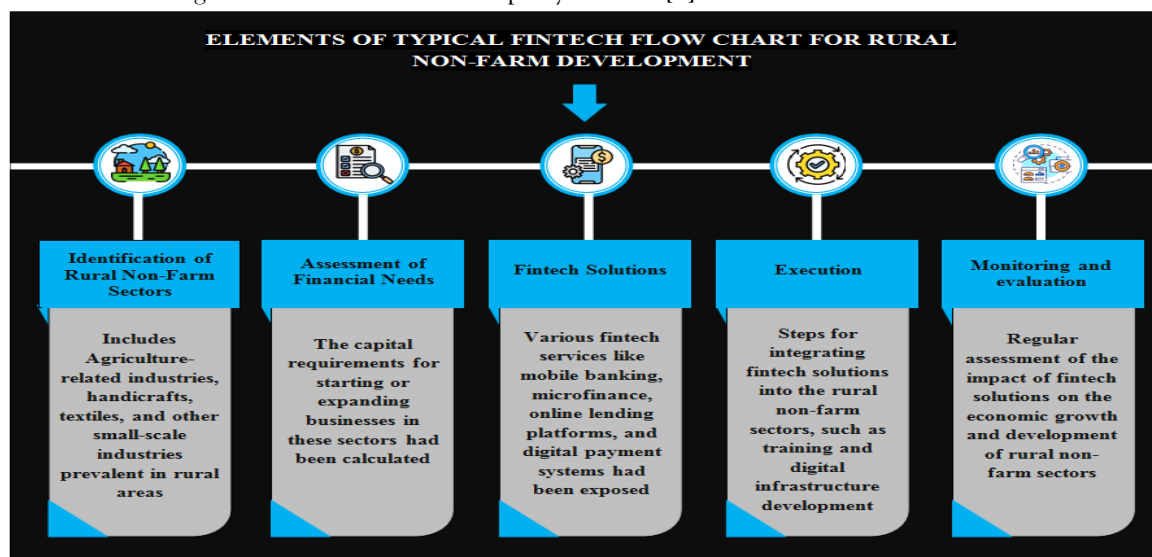 ELEMENTS OF TYPICAL FINTECH FLOW CHART FOR RURAL
NON-FARM DEVELOPMENT
Identification of
Rural Non-Farm
Sectors
Includes
Agriculture-
related industries,
handicrafts,
textiles, and other
small-scale
industries
prevalent in rural
areas
Assessment of
Financial Needs
The capital
requirements for
starting or
expanding
businesses in
these sectors had
been calculated
Fintech Solutions
Various fintech
services like
mobile banking,
microfinance,
online lending
platforms, and
digital payment
systems had
been exposed
Execution
Steps for
integrating
fintech solutions
into the rural
non-farm
sectors, such as
training and
digital
infrastructure
development
Monitoring and
evaluation
Regular
assessment of the
impact of fintech
solutions on the
economic growth
and development
of rural non-
farm sectors